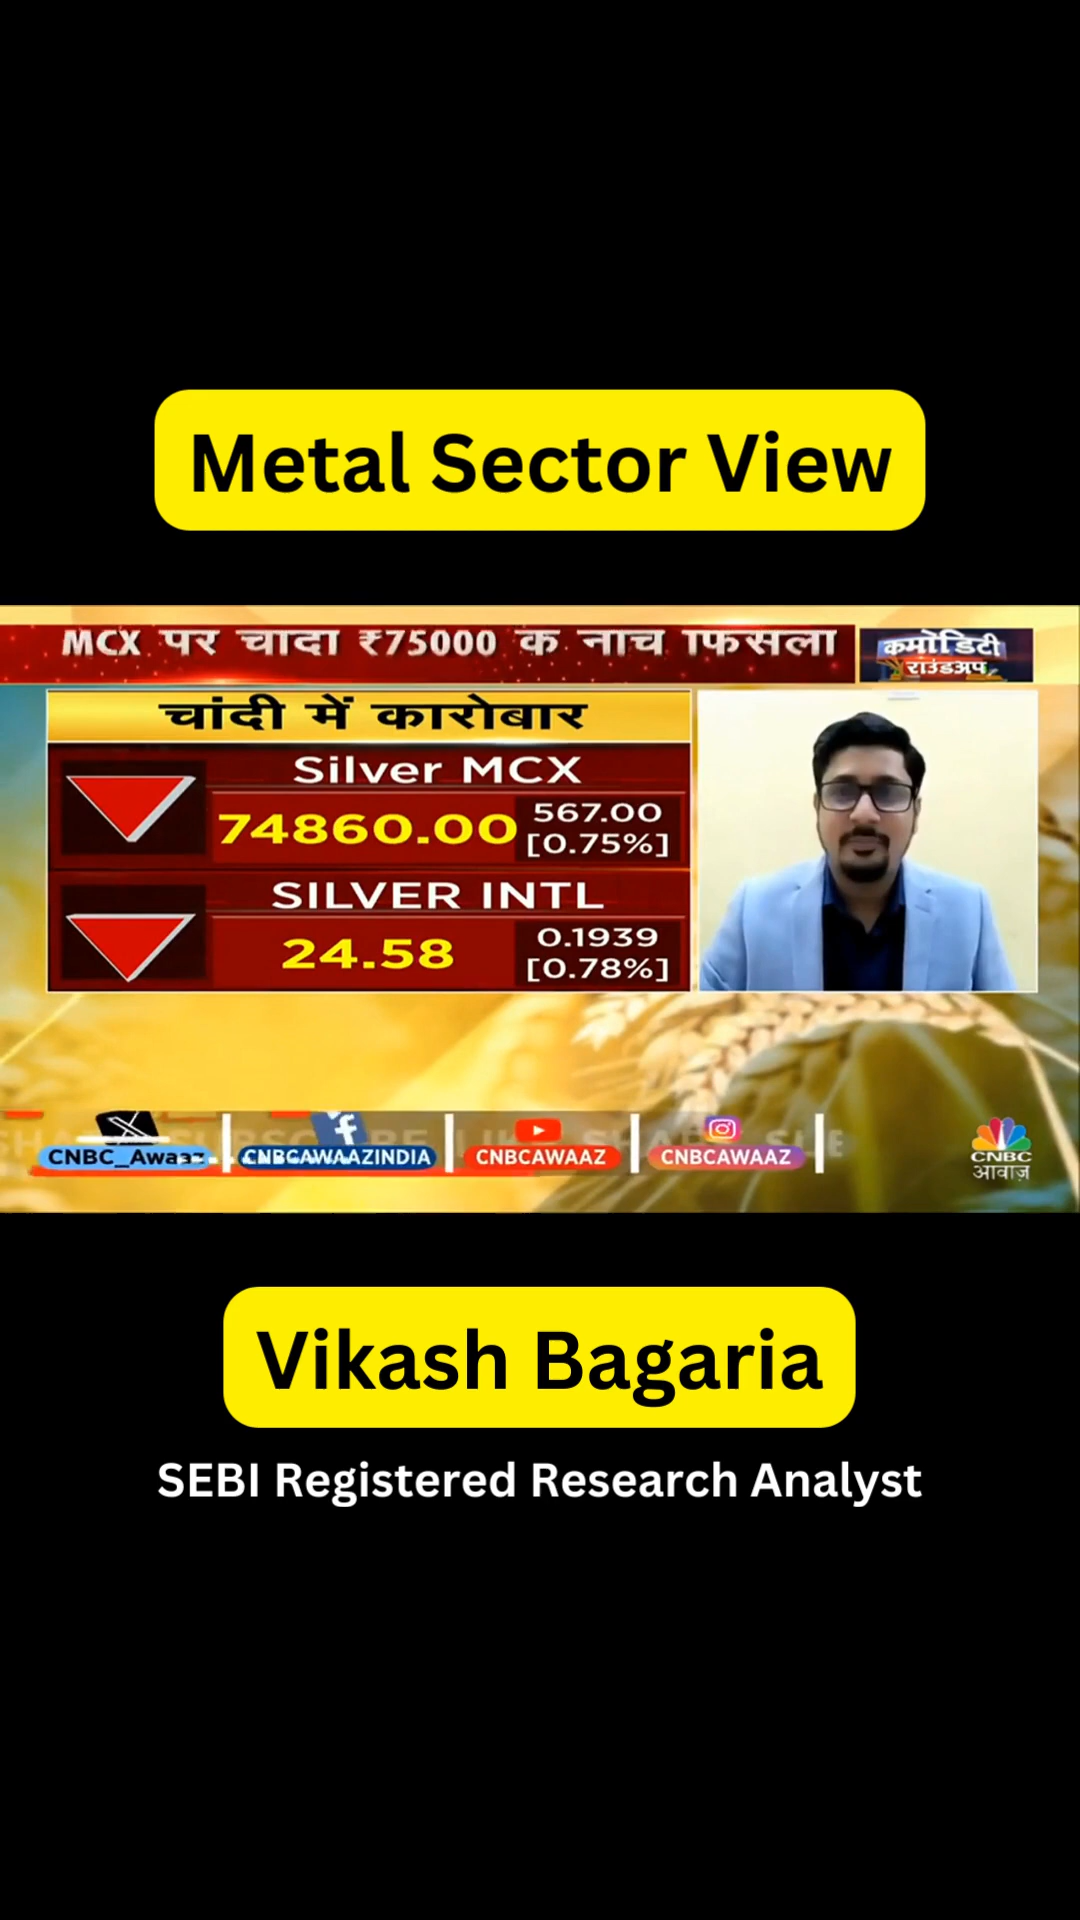 Metal Sector View
MCX पर चांदी ₹75000 के नीचे फिसला
कमोडिटी
राउंडअप
चांदी में कारोबार
Silver MCX
74860.00
567.00
[0.75%]
SILVER INTL
24.58
0.1939
[0.78%]
CNBC_Awaaz
CNBCAWAAZINDIA
CNBCAWAAZ
CNBCAWAAZ
CNBC
आवाज़
Vikash Bagaria
SEBI Registered Research Analyst